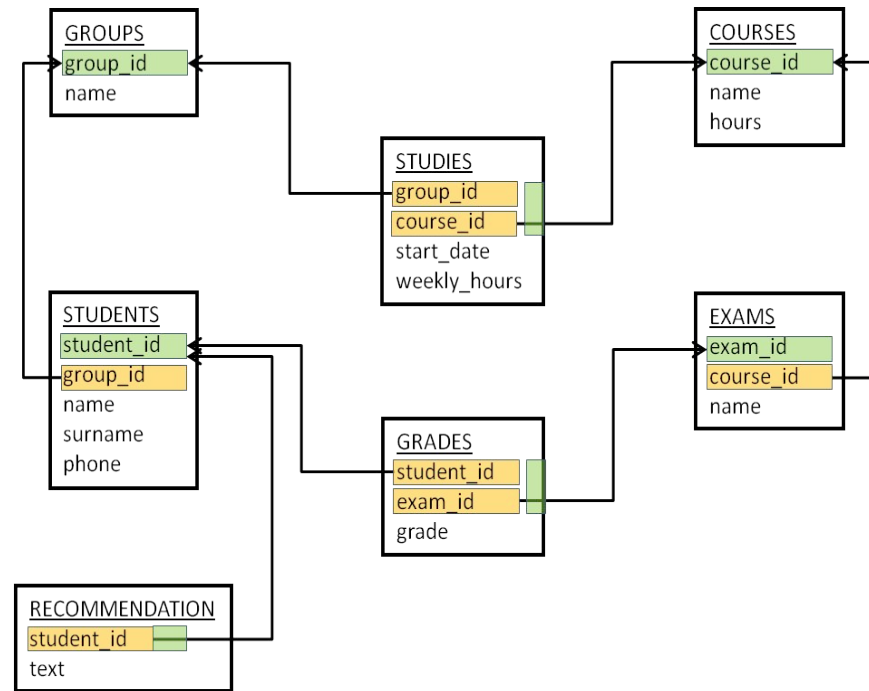 GROUPS
group_id
name
COURSES
course_id
name
hours
STUDIES
group_id
course_id
start_date
weekly_hours
STUDENTS
student_id
group_id
name
surname
phone
EXAMS
exam_id
course_id
name
GRADES
student_id
exam_id
grade
RECOMMENDATION
student_id
text